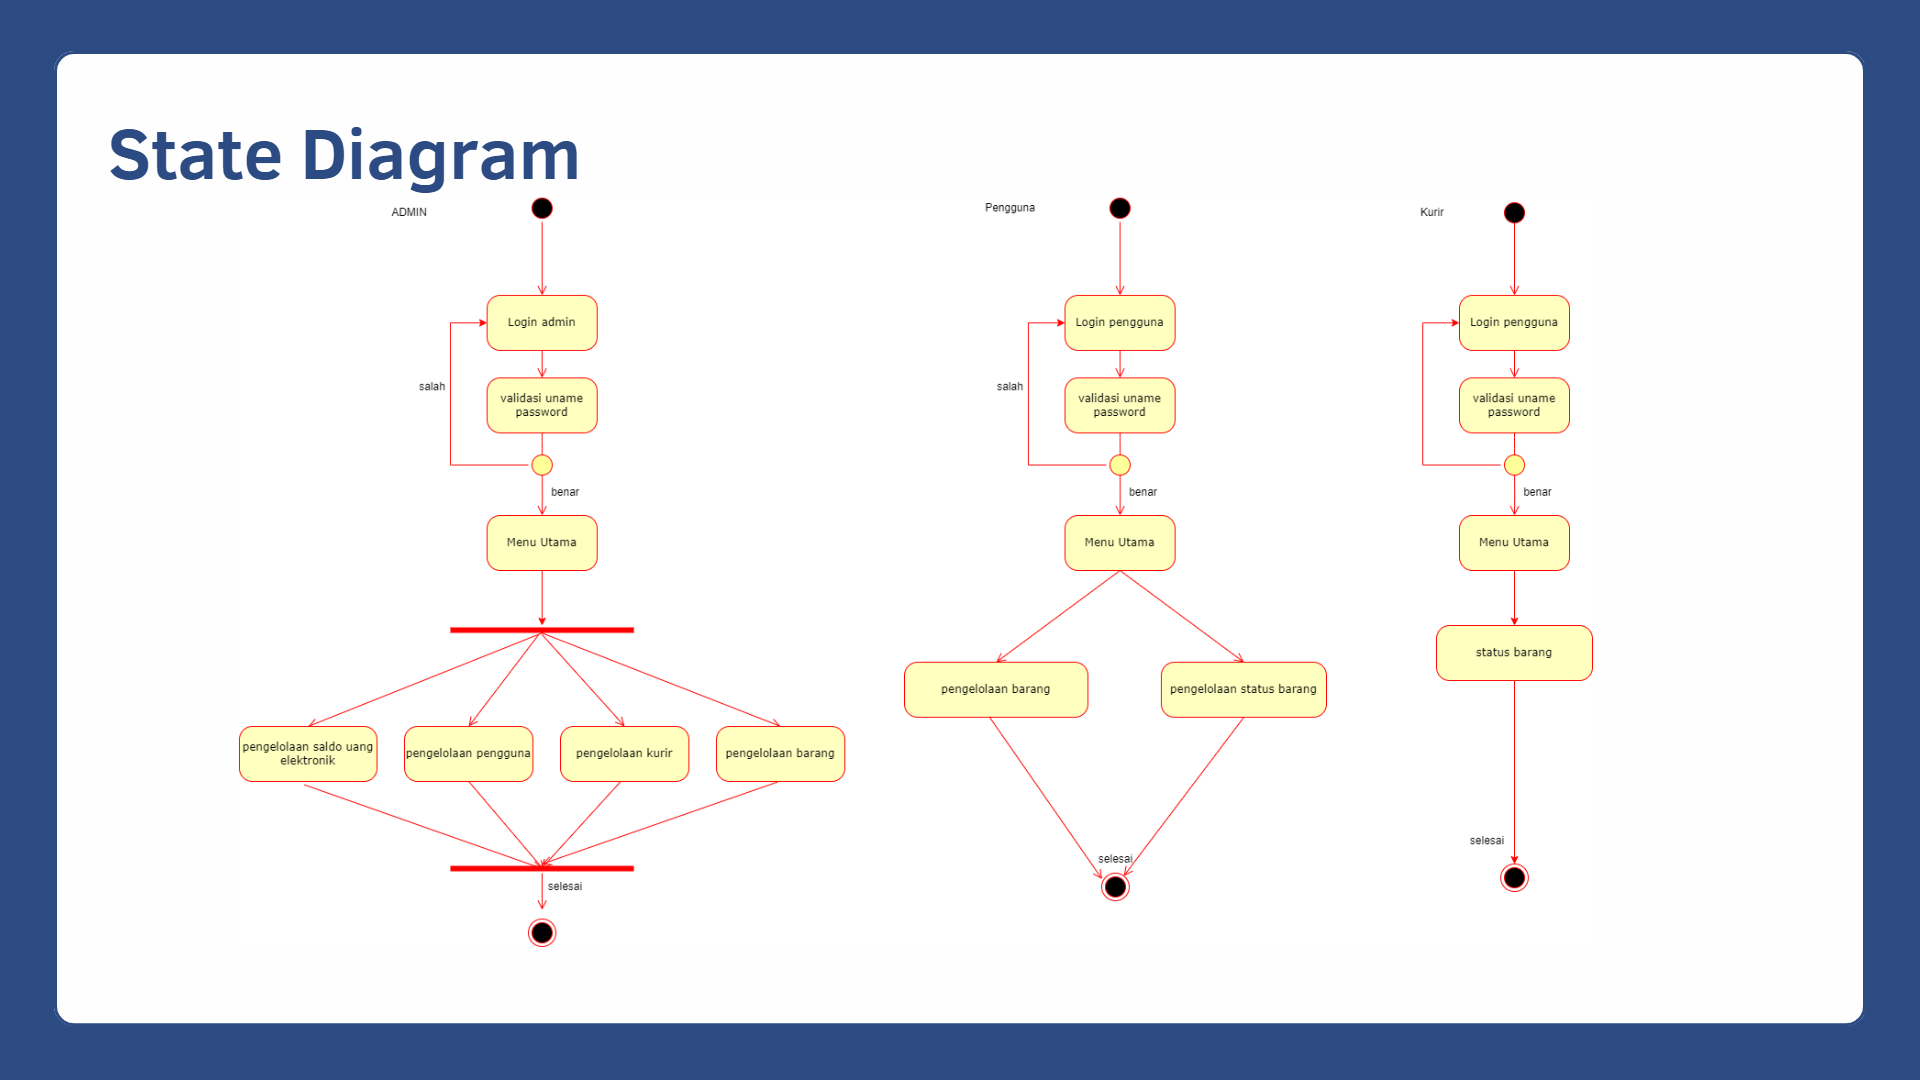 State Diagram
ADMIN
Login admin
salah
validasi uname
password
benar
Menu Utama
pengelolaan saldo uang
elektronik
pengelolaan pengguna
pengelolaan kurir
pengelolaan barang
selesai
Pengguna
Login pengguna
salah
validasi uname
password
benar
Menu Utama
pengelolaan barang
pengelolaan status barang
selesai
Kurir
Login pengguna
validasi uname
password
benar
Menu Utama
status barang
selesai